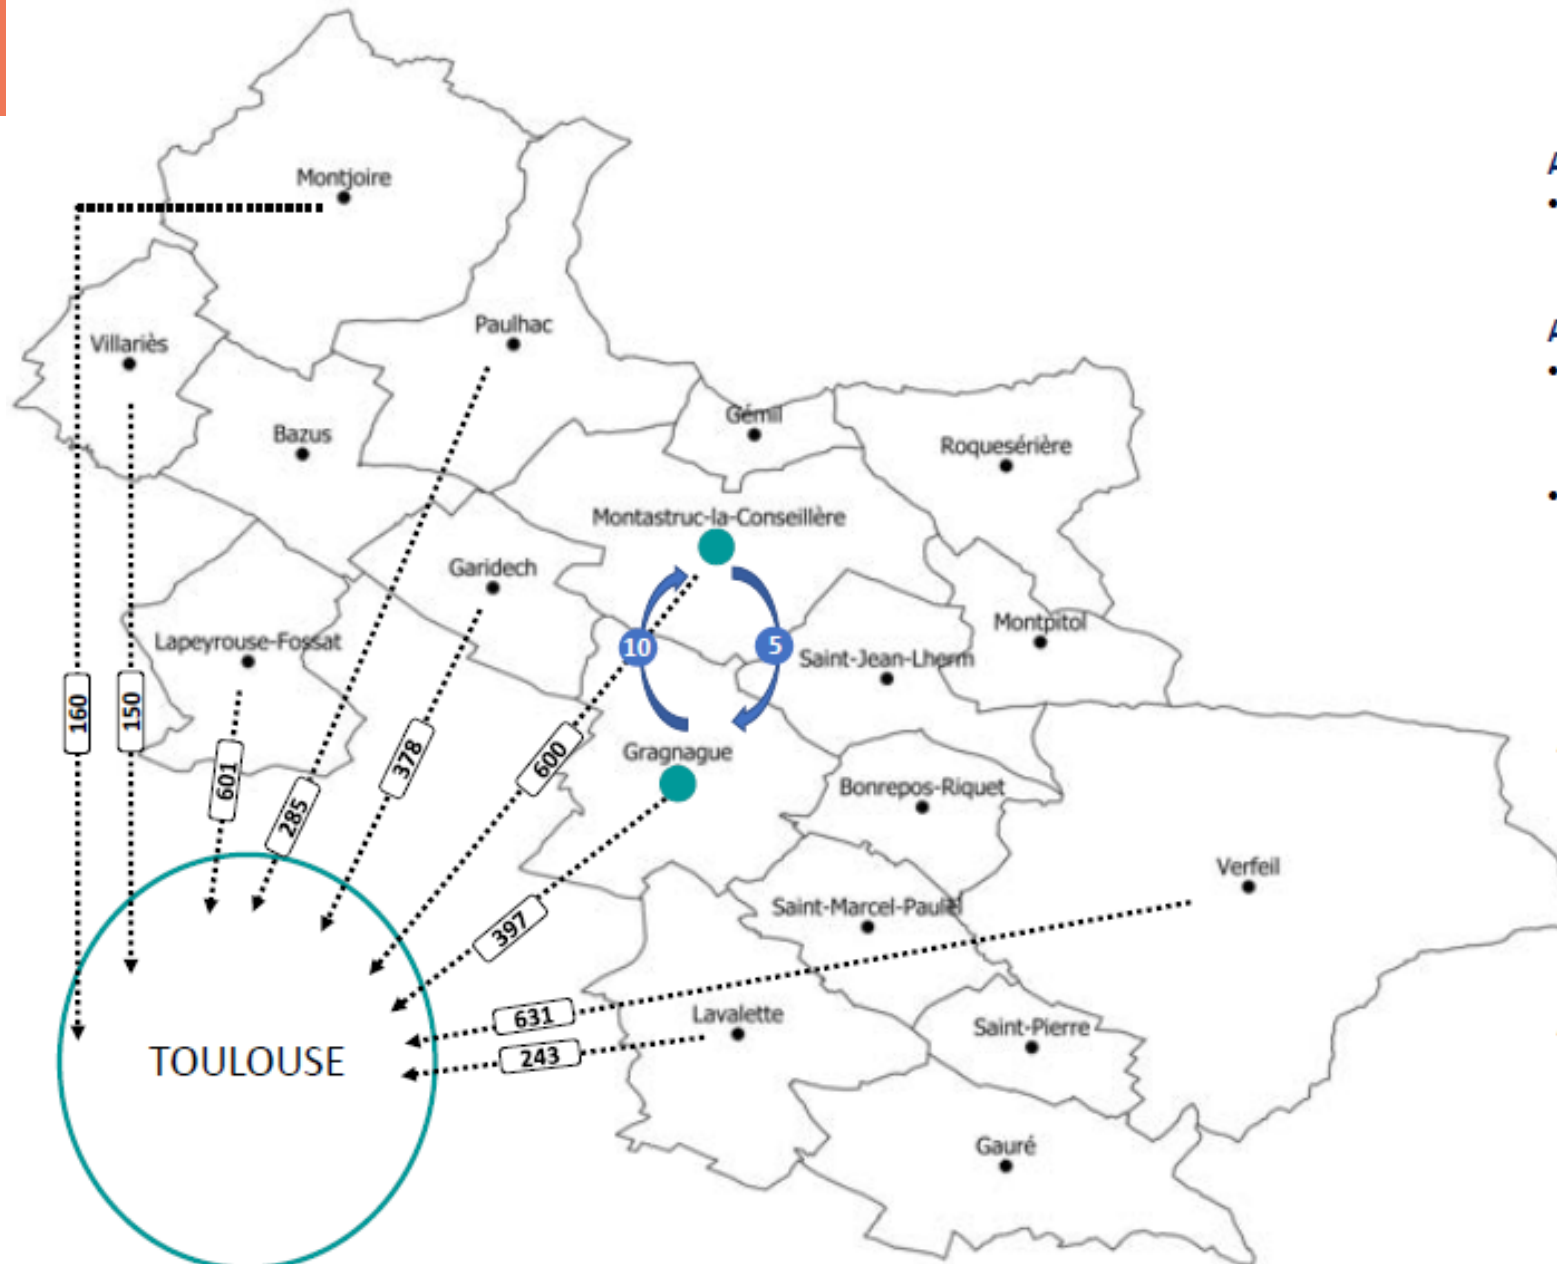 Montjoire
Villariès
Paulhac
Bazus
Gémil
Roquesérière
Montastruc-la-Conseillère
Garidech
Lapeyrouse-Fossat
Montpitol
Saint-Jean-Lherm
10
5
160
150
601
285
378
600
Gragnague
Bonrepos-Riquet
Verfeil
Saint-Marcel-Paulel
397
631
243
Lavalette
Saint-Pierre
TOULOUSE
Gauré
A
•
A
•
•